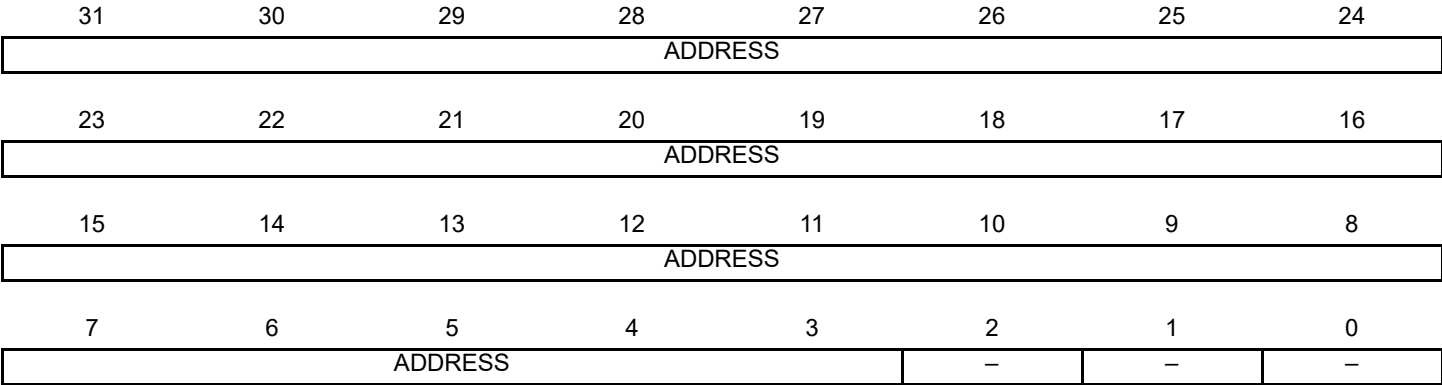 31 30 29 28 27 26 25 24
ADDRESS
23 22 21 20 19 18 17 16
ADDRESS
15 14 13 12 11 10 9 8
ADDRESS
7 6 5 4 3 2 1 0
ADDRESS – – –